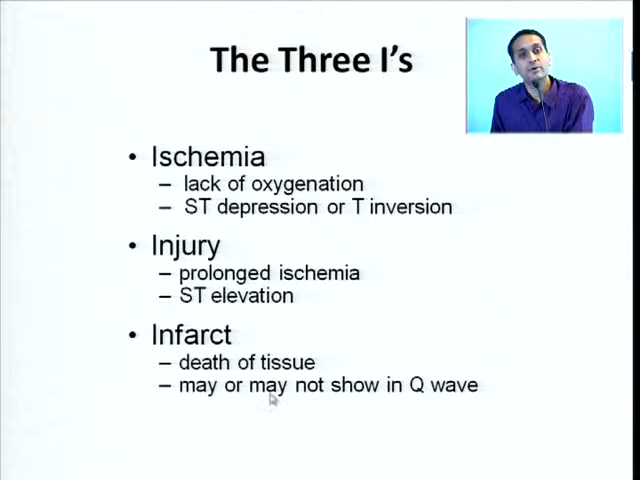 The Three I's
• Ischemia
– lack of oxygenation
– ST depression or T inversion
• Injury
– prolonged ischemia
– ST elevation
• Infarct
– death of tissue
– may or may not show in Q wave